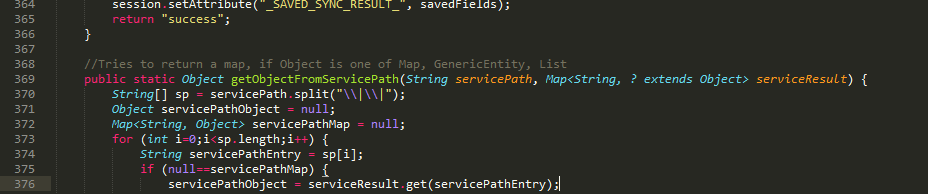 364 session.setAttribute("_SAVED_SYNC_RESULT_", savedFields);
365 return "success";
366 }
367
368 //Tries to return a map, if Object is one of Map, GenericEntity, List
369 public static Object getObjectFromServicePath(String servicePath, Map<String, ? extends Object> serviceResult) {
370 String[] sp = servicePath.split("\\|\\|");
371 Object servicePathObject = null;
372 Map<String, Object> servicePathMap = null;
373 for (int i=0;i<sp.length;i++) {
374 String servicePathEntry = sp[i];
375 if (null==servicePathMap) {
376 servicePathObject = serviceResult.get(servicePathEntry);